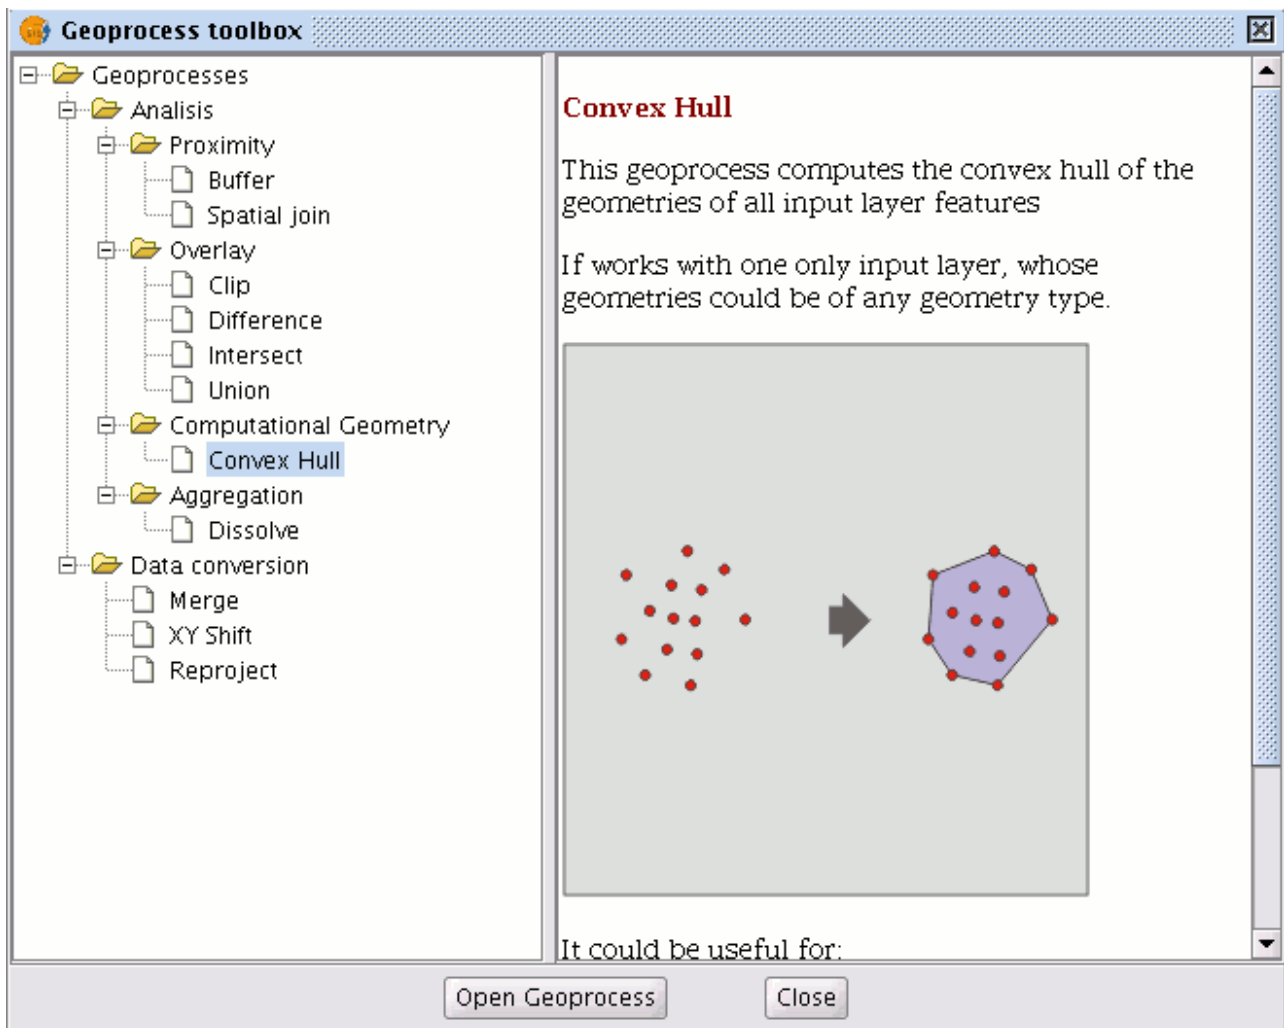 Geoprocess toolbox
Geoprocesses
Analisis
Proximity
Buffer
Spatial join
Overlay
Clip
Difference
Intersect
Union
Computational Geometry
Convex Hull
Aggregation
Dissolve
Data conversion
Merge
XY Shift
Reproject
Convex Hull
This geoprocess computes the convex hull of the
geometries of all input layer features
If works with one only input layer, whose
geometries could be of any geometry type.
It could be useful for:
Open Geoprocess
Close